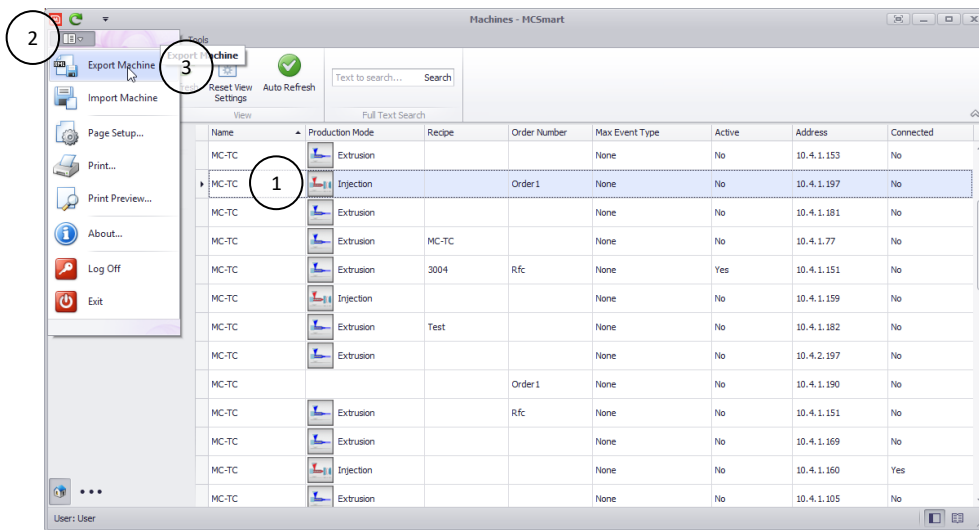 Machines - MCSmart
2
Tools
Export Machine
Export Machine
3
Import Machine
Page Setup...
Print...
Print Preview...
About...
Log Off
Exit
Reset View
Settings
Auto Refresh
View
Text to search...
Search
Full Text Search
Name Production Mode Recipe Order Number Max Event Type Active Address Connected
MC-TC Extrusion None No 10.4.1.153 No
MC-TC 1 Injection Order1 None No 10.4.1.197 No
MC-TC Extrusion None No 10.4.1.181 No
MC-TC Extrusion MC-TC None No 10.4.1.77 No
MC-TC Extrusion 3004 Rfc None Yes 10.4.1.151 No
MC-TC Injection None No 10.4.1.159 No
MC-TC Extrusion Test None No 10.4.1.182 No
MC-TC Extrusion None No 10.4.2.197 No
MC-TC Order1 None No 10.4.1.190 No
MC-TC Extrusion Rfc None No 10.4.1.151 No
MC-TC Extrusion None No 10.4.1.169 No
MC-TC Injection None No 10.4.1.160 Yes
MC-TC Extrusion None No 10.4.1.105 No
User: User